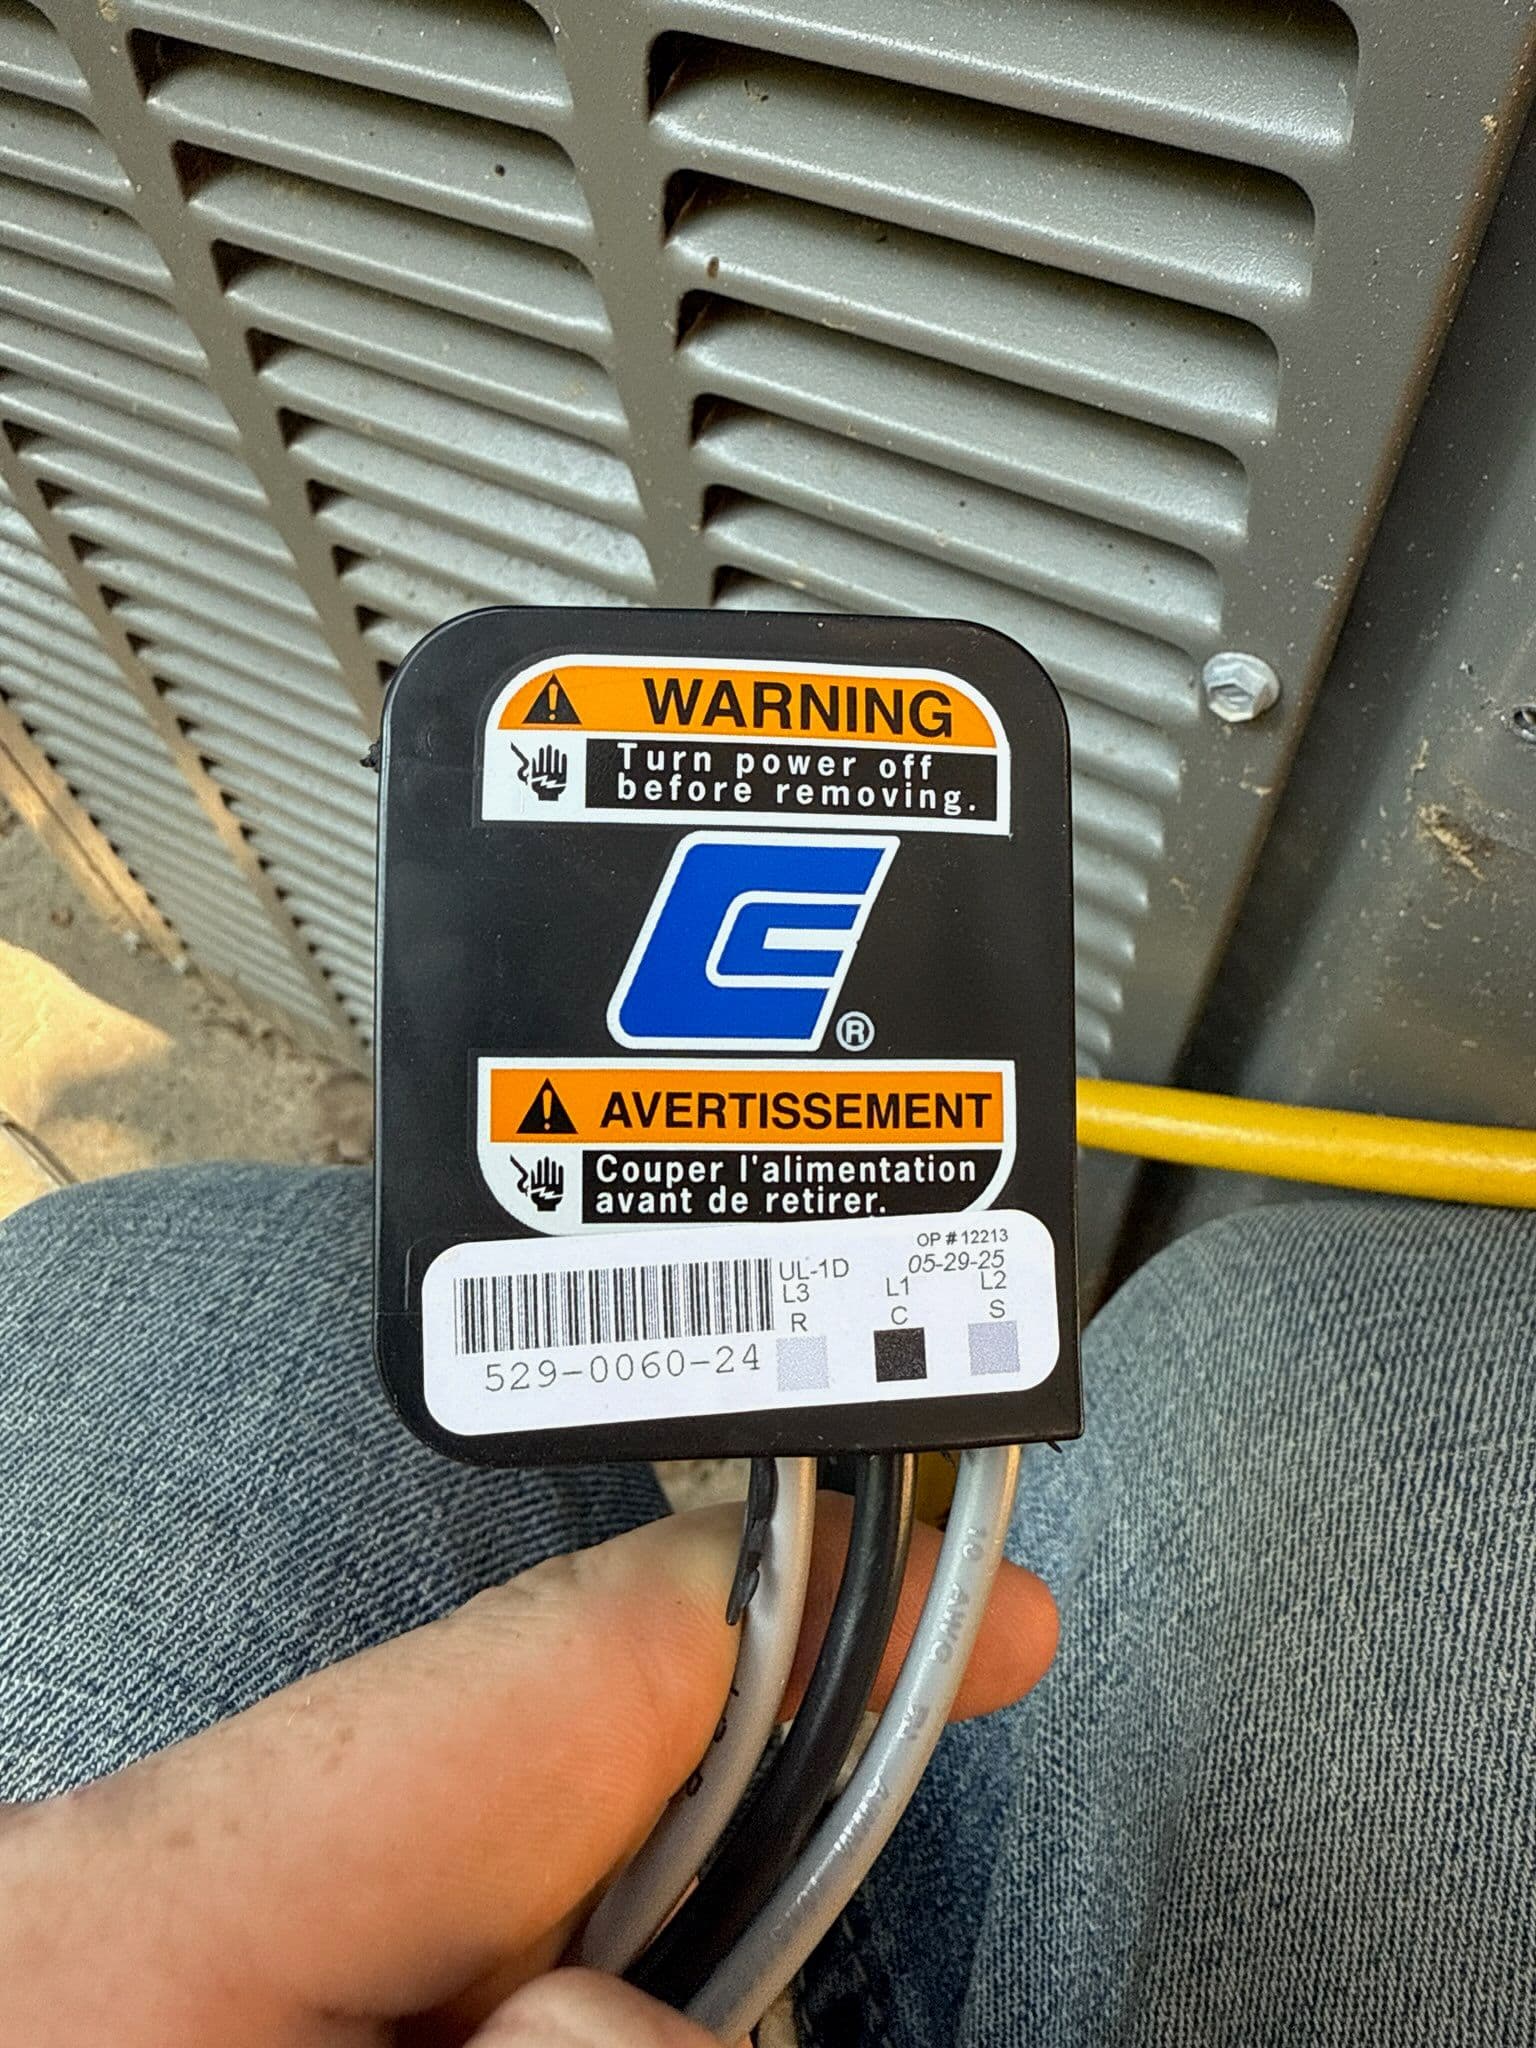 WARNING
Turn power off
before removing.
®
AVERTISSEMENT
Couper l'alimentation
avant de retirer.
OP # 12213
UL-1D 05-29-25
L3 L1 L2
R C S
529-0060-24
10 AWG